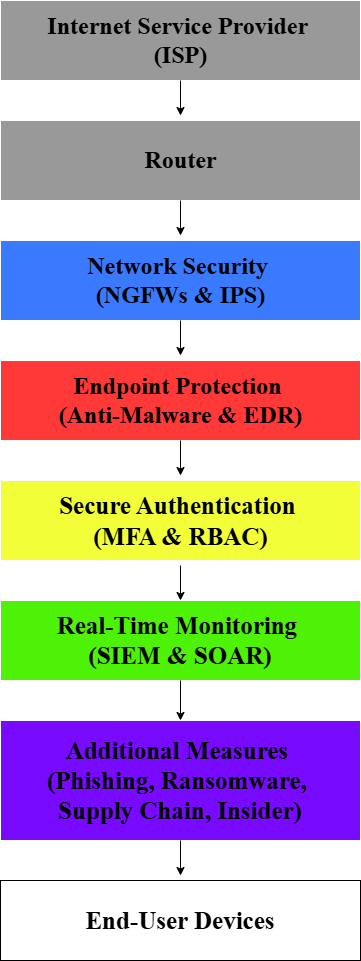 Internet Service Provider
(ISP)
Router
Network Security
(NGFWs & IPS)
Endpoint Protection
(Anti-Malware & EDR)
Secure Authentication
(MFA & RBAC)
Real-Time Monitoring
(SIEM & SOAR)
Additional Measures
(Phishing, Ransomware,
Supply Chain, Insider)
End-User Devices